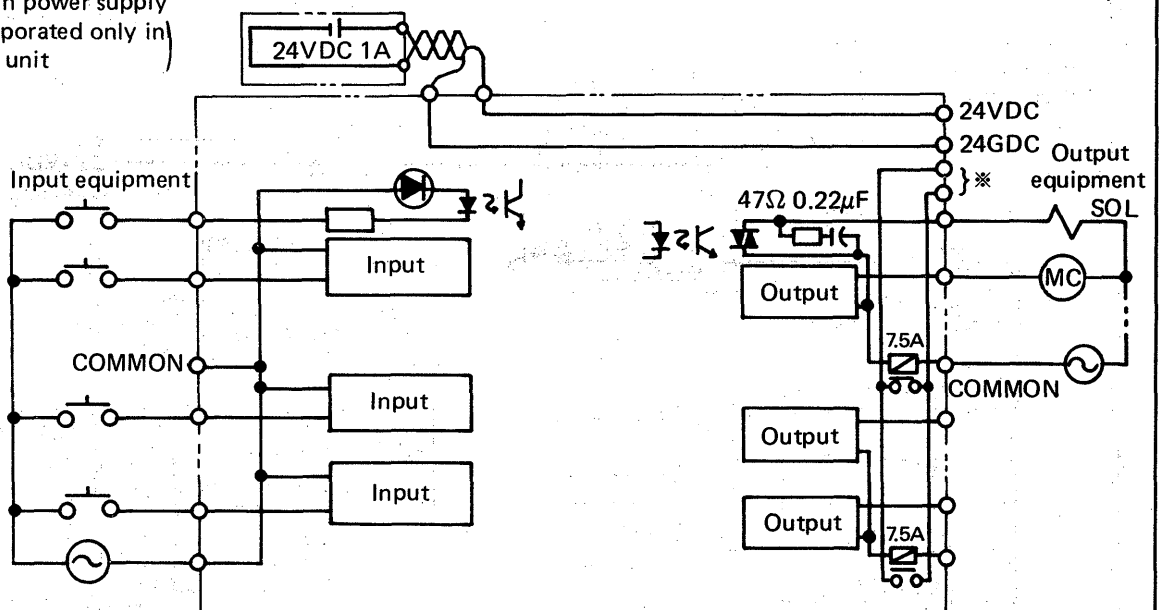 n power supply
porated only in
unit
24VDC 1A
24VDC
24GDC
※
Input equipment
Output
equipment
47Ω 0.22µF
SOL
Input
Output
MC
7.5A
COMMON
COMMON
Input
Output
Input
Output
7.5A